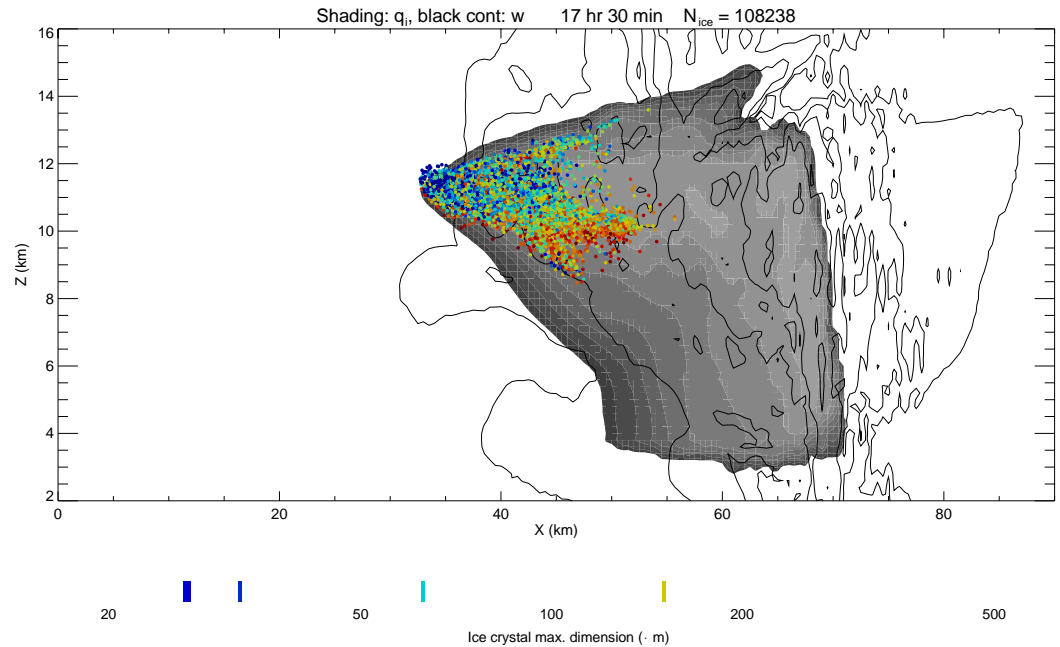 Shading: qi, black cont: w 17 hr 30 min Nice = 108238
16
14
12
10
8
6
4
2
Z (km)
0 20 40 60 80
X (km)
20 50 100 200 500
Ice crystal max. dimension (· m)